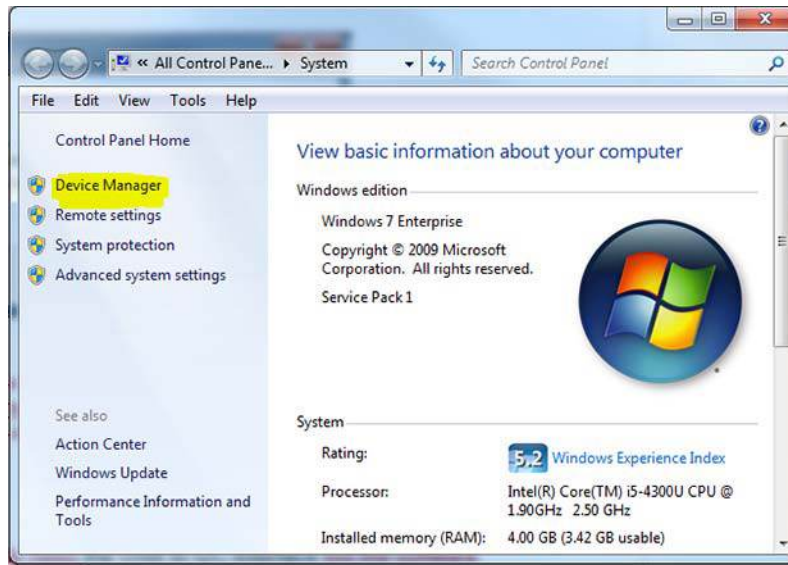 « All Control Pane... ▸ System
Search Control Panel
File Edit View Tools Help
Control Panel Home
Device Manager
Remote settings
System protection
Advanced system settings
See also
Action Center
Windows Update
Performance Information and
Tools
View basic information about your computer
Windows edition
Windows 7 Enterprise
Copyright © 2009 Microsoft
Corporation. All rights reserved.
Service Pack 1
System
Rating:
5.2 Windows Experience Index
Processor:
Intel(R) Core(TM) i5-4300U CPU @
1.90GHz 2.50 GHz
Installed memory (RAM):
4.00 GB (3.42 GB usable)